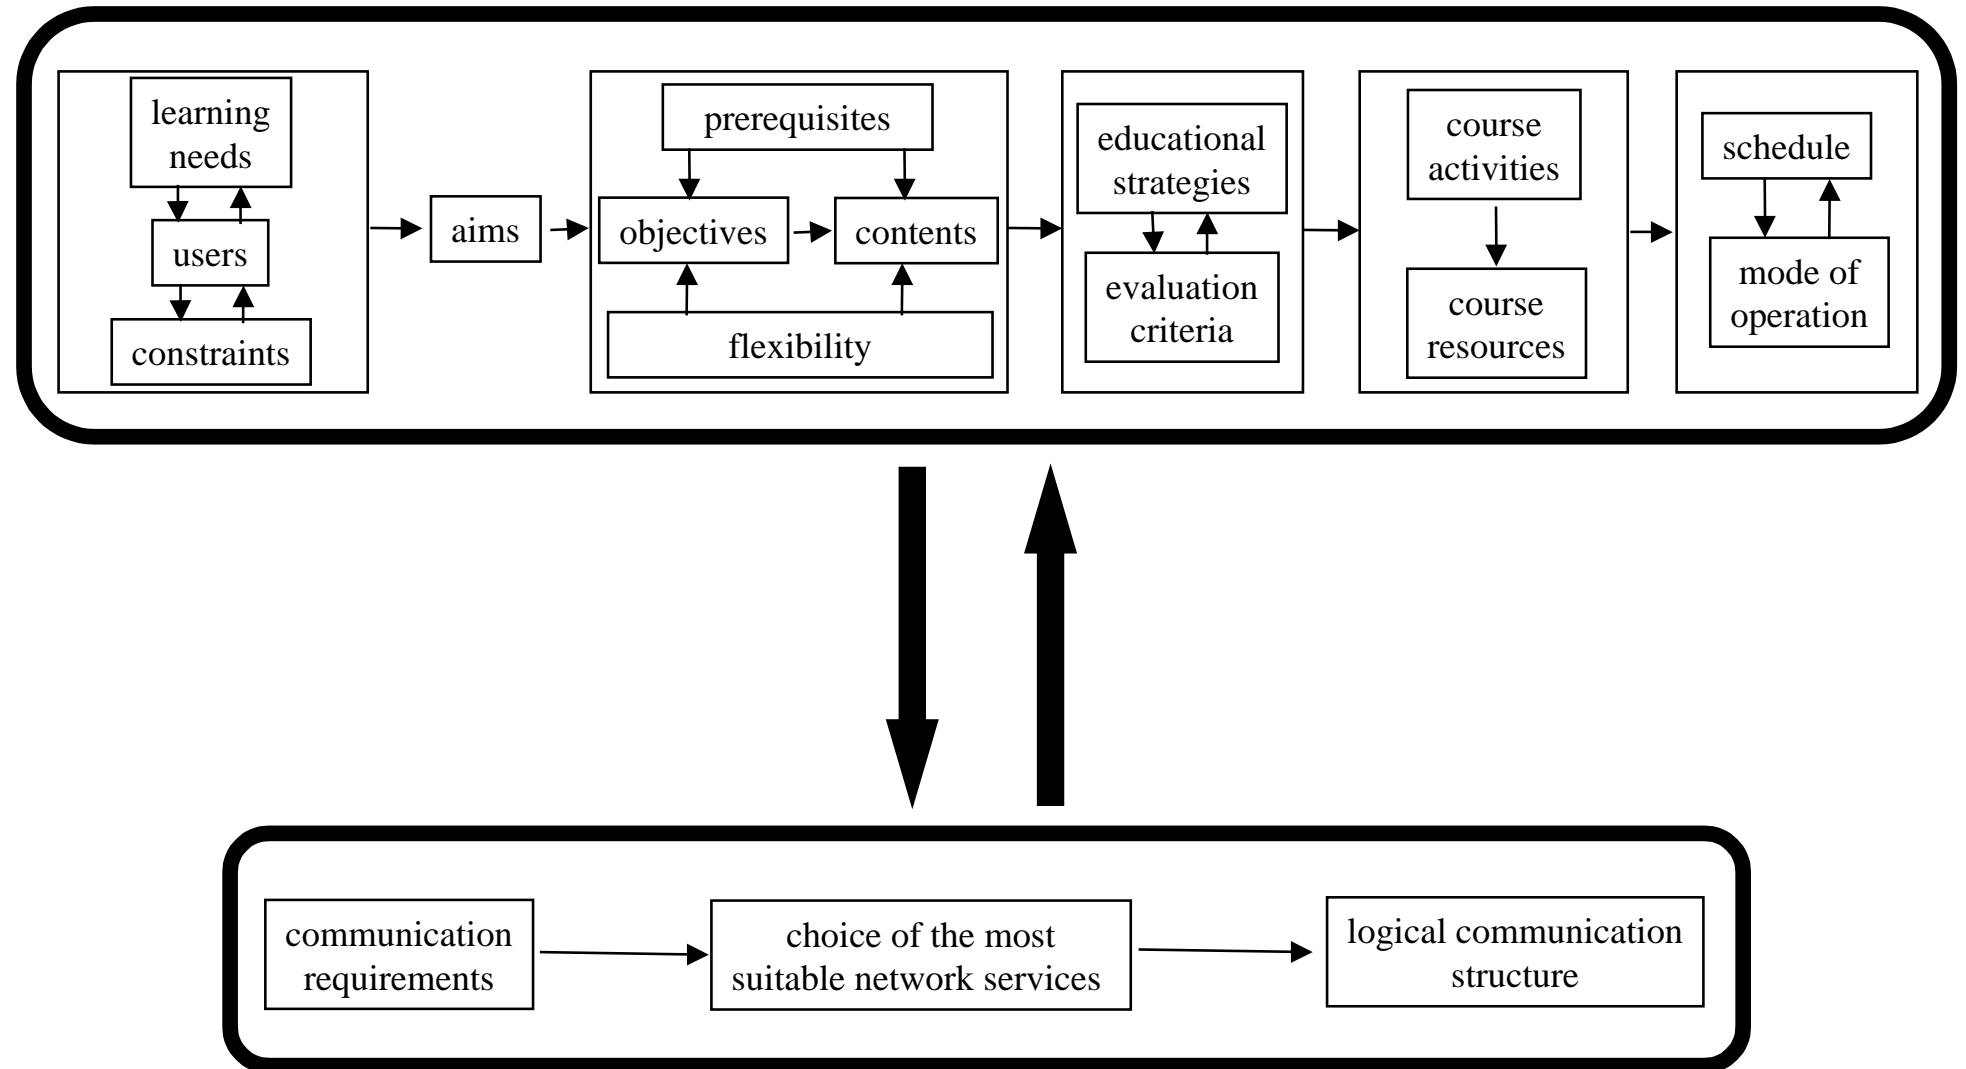 learning
needs
users
constraints
aims
prerequisites
objectives
contents
flexibility
educational
strategies
evaluation
criteria
course
activities
course
resources
schedule
mode of
operation
communication
requirements
choice of the most
suitable network services
logical communication
structure